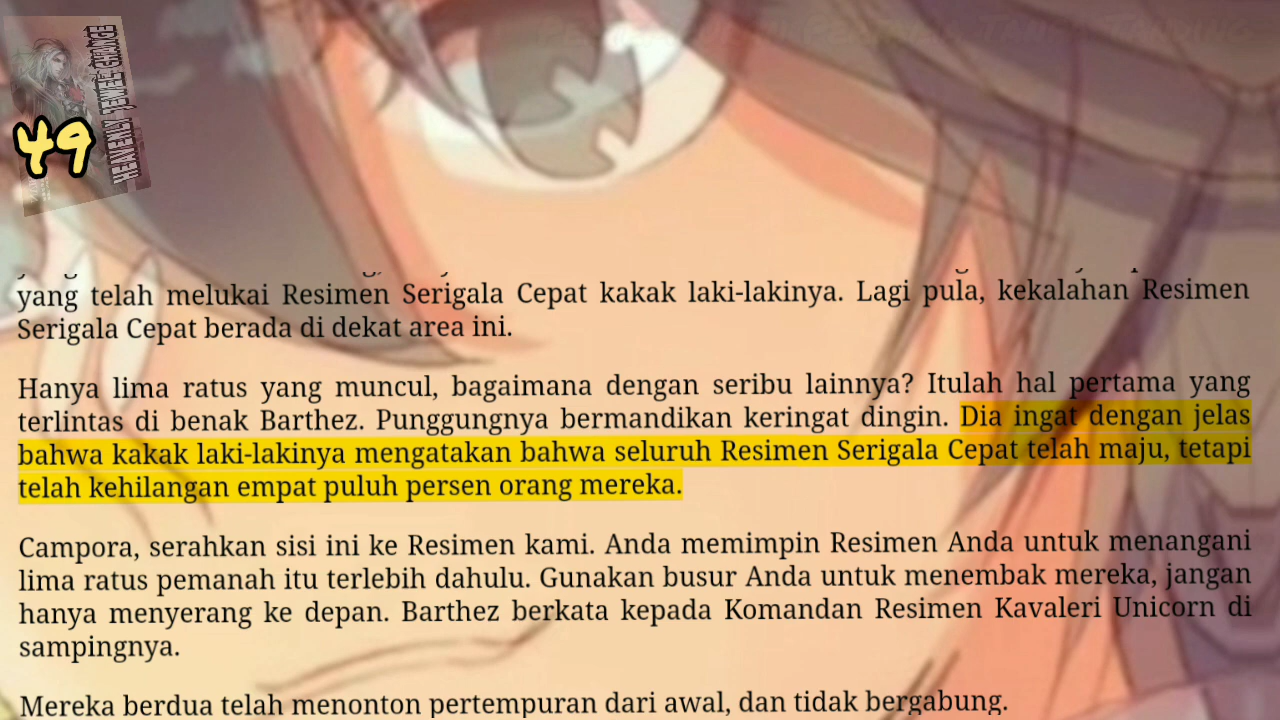 HEAVENLY JEWEL CHANGE
49
yang telah melukai Resimen Serigala Cepat kakak laki-lakinya. Lagi pula, kekalahan Resimen
Serigala Cepat berada di dekat area ini.
Hanya lima ratus yang muncul, bagaimana dengan seribu lainnya? Itulah hal pertama yang
terlintas di benak Barthez. Punggungnya bermandikan keringat dingin. Dia ingat dengan jelas
bahwa kakak laki-lakinya mengatakan bahwa seluruh Resimen Serigala Cepat telah maju, tetapi
telah kehilangan empat puluh persen orang mereka.
Campora, serahkan sisi ini ke Resimen kami. Anda memimpin Resimen Anda untuk menangani
lima ratus pemanah itu terlebih dahulu. Gunakan busur Anda untuk menembak mereka, jangan
hanya menyerang ke depan. Barthez berkata kepada Komandan Resimen Kavaleri Unicorn di
sampingnya.
Mereka berdua telah menonton pertempuran dari awal, dan tidak bergabung.